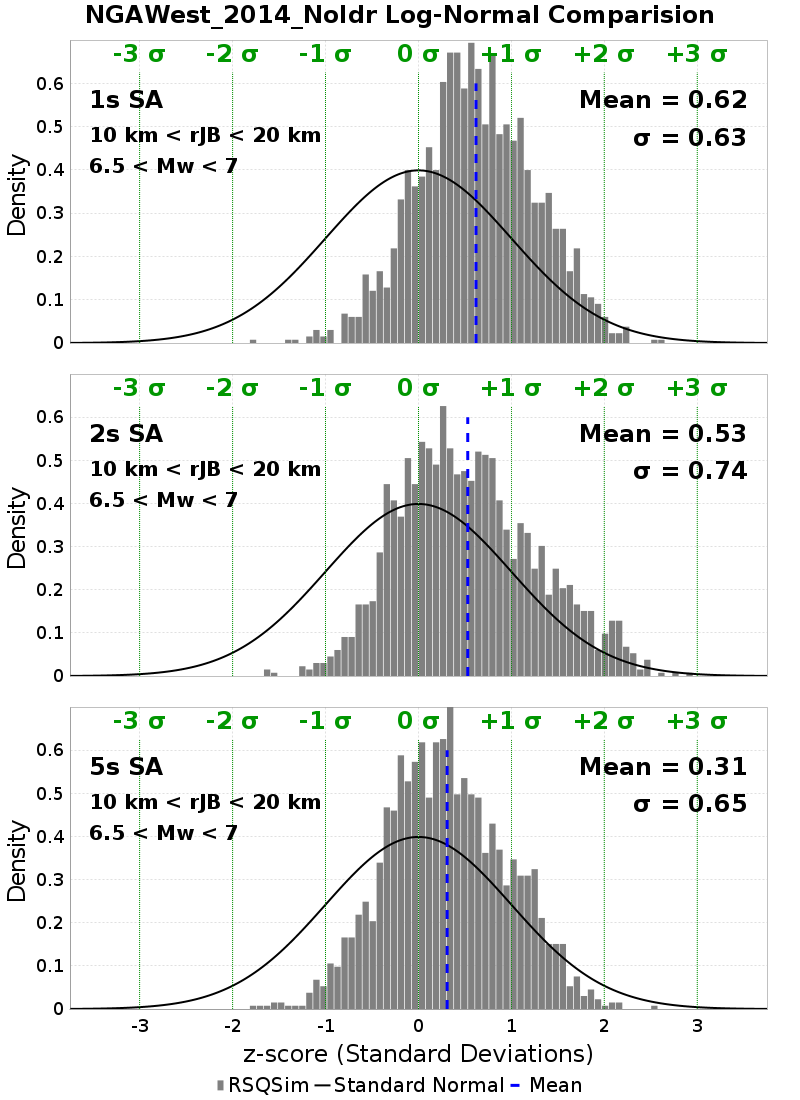 NGAWest_2014_NoIdr Log-Normal Comparision
-3 σ -2 σ -1 σ 0 σ +1 σ +2 σ +3 σ
1s SA Mean = 0.62
10 km < rJB < 20 km σ = 0.63
6.5 < Mw < 7
Density
0.6
0.5
0.4
0.3
0.2
0.1
0
-3 σ -2 σ -1 σ 0 σ +1 σ +2 σ +3 σ
2s SA Mean = 0.53
10 km < rJB < 20 km σ = 0.74
6.5 < Mw < 7
Density
0.6
0.5
0.4
0.3
0.2
0.1
0
-3 σ -2 σ -1 σ 0 σ +1 σ +2 σ +3 σ
5s SA Mean = 0.31
10 km < rJB < 20 km σ = 0.65
6.5 < Mw < 7
Density
0.6
0.5
0.4
0.3
0.2
0.1
0
-3 -2 -1 0 1 2 3
z-score (Standard Deviations)
RSQSim Standard Normal Mean